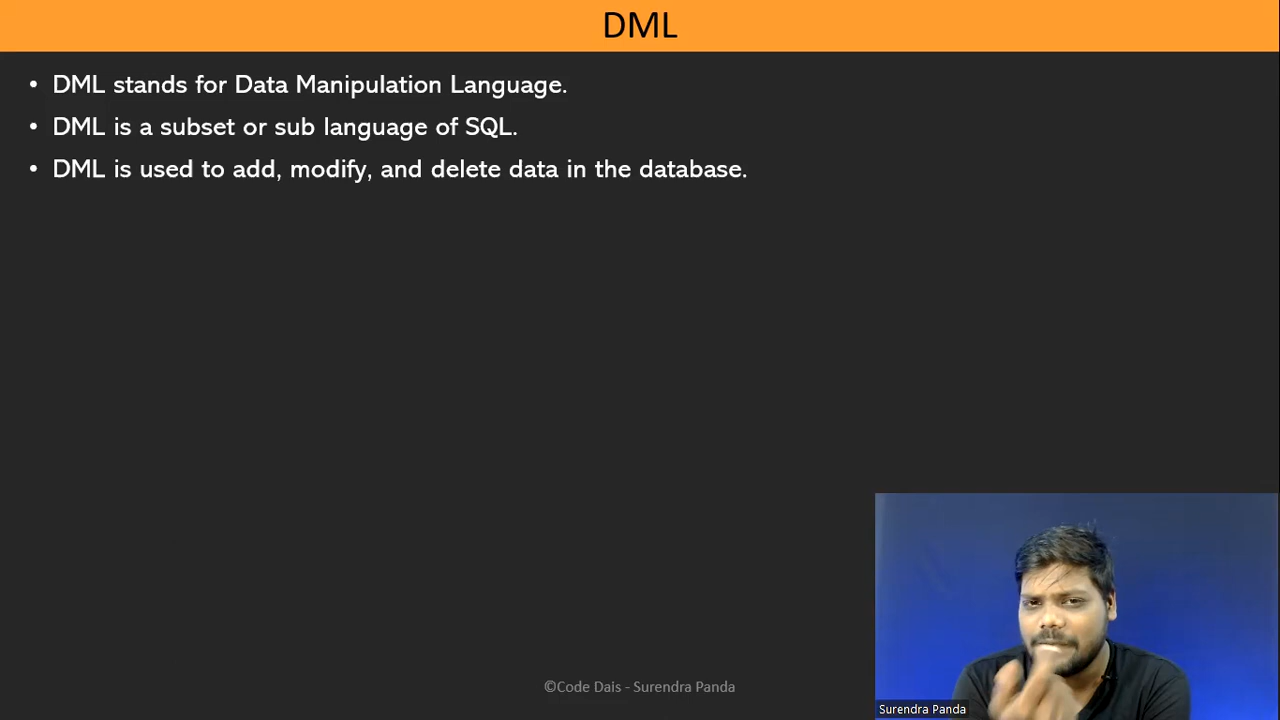 DML
• DML stands for Data Manipulation Language.
• DML is a subset or sub language of SQL.
• DML is used to add, modify, and delete data in the database.
©Code Dais - Surendra Panda
Surendra Panda